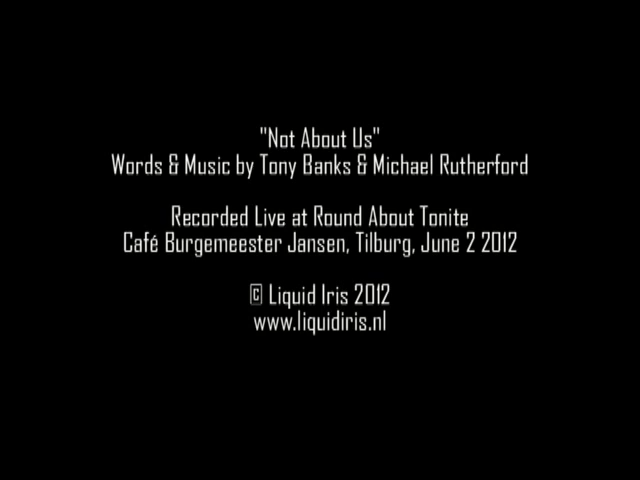 "Not About Us"
Words & Music by Tony Banks & Michael Rutherford
Recorded Live at Round About Tonite
Café Burgemeester Jansen, Tilburg, June 2 2012
© Liquid Iris 2012
www.liquidiris.nl